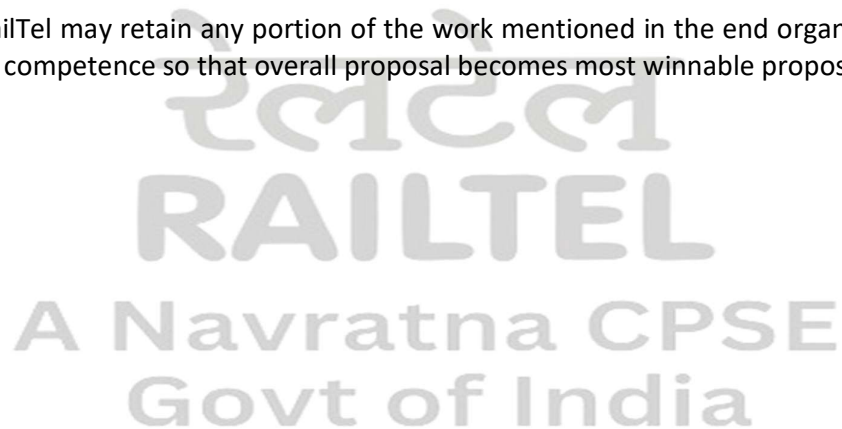 ailTel may retain any portion of the work mentioned in the end organ
competence so that overall proposal becomes most winnable propos
रेलटेल
RAILTEL
A Navratna CPSE
Govt of India